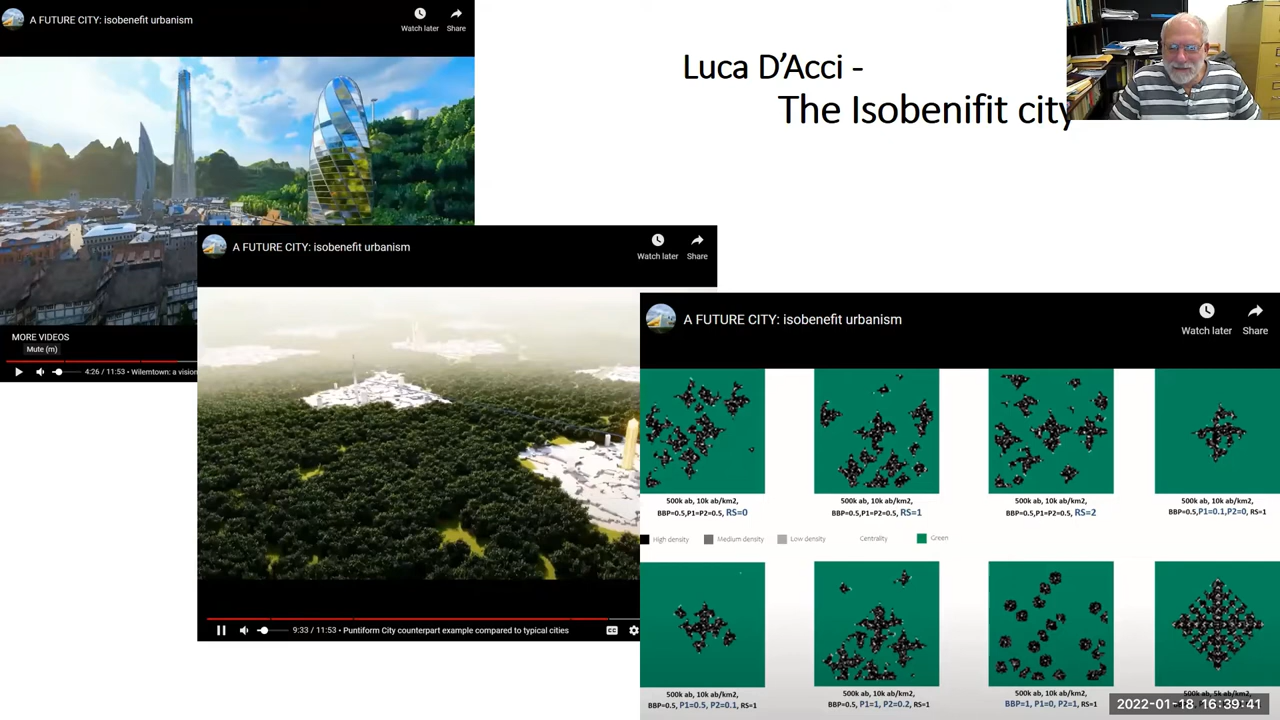 A FUTURE CITY: isobenefit urbanism
Watch later
Share
Luca D'Acci -
The Isobenifit city
MORE VIDEOS
Mute (m)
4:26 / 11:53 • Wilemtown: a vision
A FUTURE CITY: isobenefit urbanism
Watch later
Share
9:33 / 11:53 • Puntiform City counterpart example compared to typical cities
CC
A FUTURE CITY: isobenefit urbanism
Watch later
Share
500k ab, 10k ab/km2,
BBP=0.5,P1=P2=0.5, RS=0
500k ab, 10k ab/km2,
BBP=0.5,P1=P2=0.5, RS=1
500k ab, 10k ab/km2,
BBP=0.5,P1=P2=0.5, RS=2
500k ab, 10k ab/km2,
BBP=0.5,P1=0.1,P2=0, RS=1
High density
Medium density
Low density
Centrality
Green
500k ab, 10k ab/km2,
BBP=0.5, P1=0.5, P2=0.1, RS=1
500k ab, 10k ab/km2,
BBP=0.5, P1=1, P2=0.2, RS=1
500k ab, 10k ab/km2,
BBP=1, P1=0, P2=1, RS=1
500k ab, 5k ab/km2,
2022-01-18 16:39:41